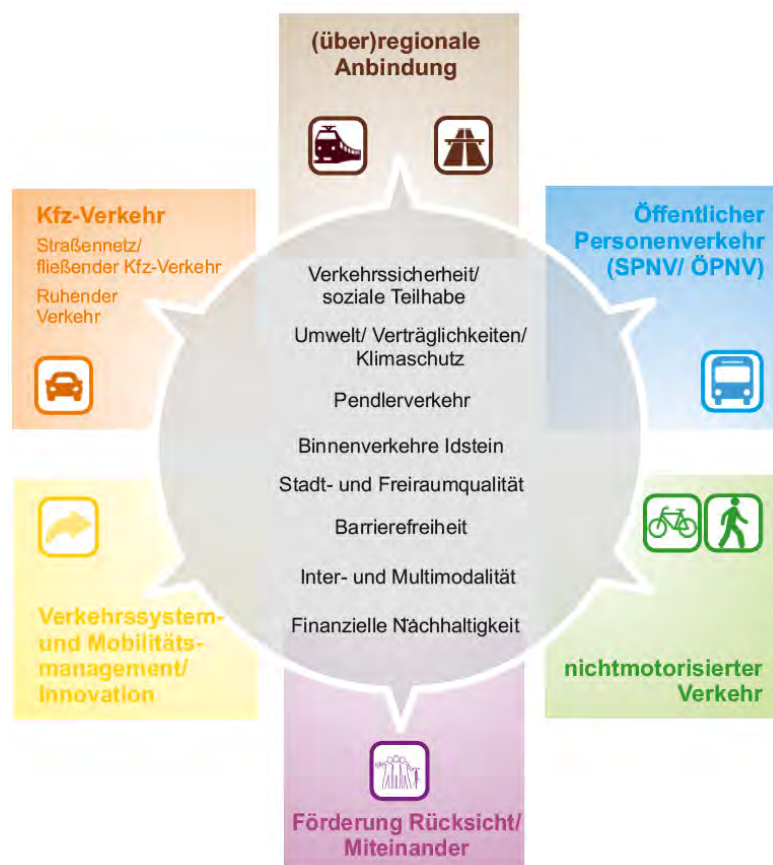 (über)regionale
Anbindung
Kfz-Verkehr
Straßennetz/
fließender Kfz-Verkehr
Ruhender
Verkehr
Öffentlicher
Personenverkehr
(SPNV/ ÖPNV)
Verkehrssicherheit/
soziale Teilhabe
Umwelt/ Verträglichkeiten/
Klimaschutz
Pendlerverkehr
Binnenverkehre Idstein
Stadt- und Freiraumqualität
Barrierefreiheit
Inter- und Multimodalität
Finanzielle Nachhaltigkeit
Verkehrssystem-
und Mobilitäts-
management/
Innovation
nichtmotorisierter
Verkehr
Förderung Rücksicht/
Miteinander